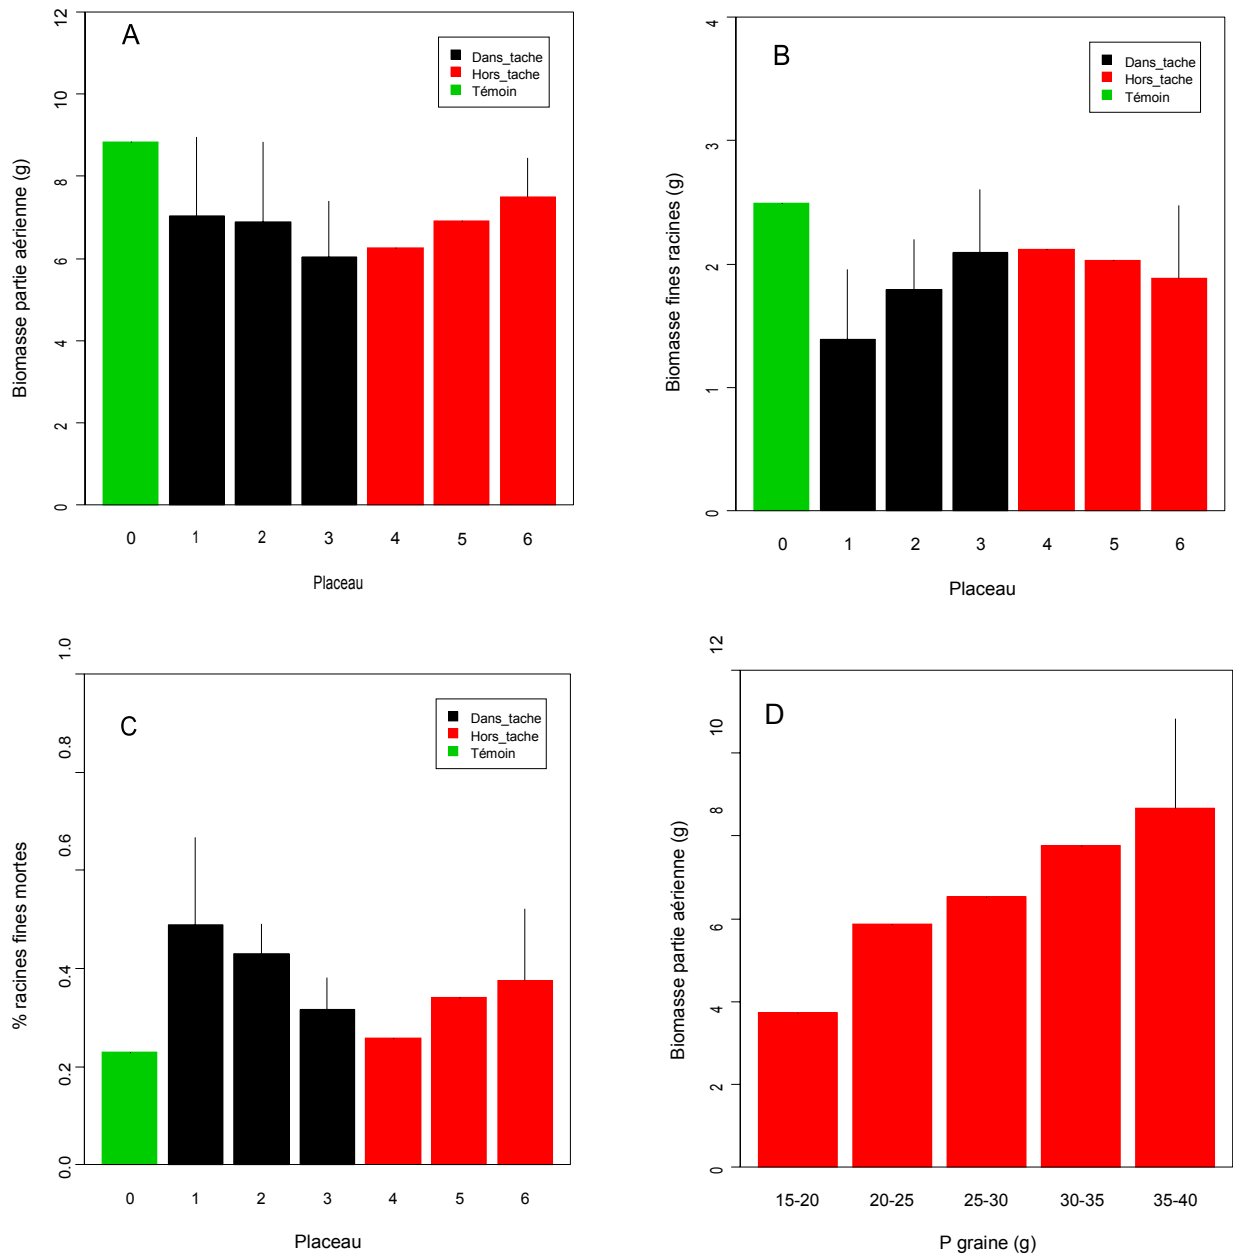 A
Dans_tache
Hors_tache
Témoin
Biomasse partie aérienne (g)
12
10
8
6
4
2
0
0 1 2 3 4 5 6
Placeau
B
Dans_tache
Hors_tache
Témoin
Biomasse fines racines (g)
4
3
2
1
0
0 1 2 3 4 5 6
Placeau
C
Dans_tache
Hors_tache
Témoin
% racines fines mortes
1.0
0.8
0.6
0.4
0.2
0.0
0 1 2 3 4 5 6
Placeau
D
Biomasse partie aérienne (g)
12
10
8
6
4
2
0
15-20 20-25 25-30 30-35 35-40
P graine (g)